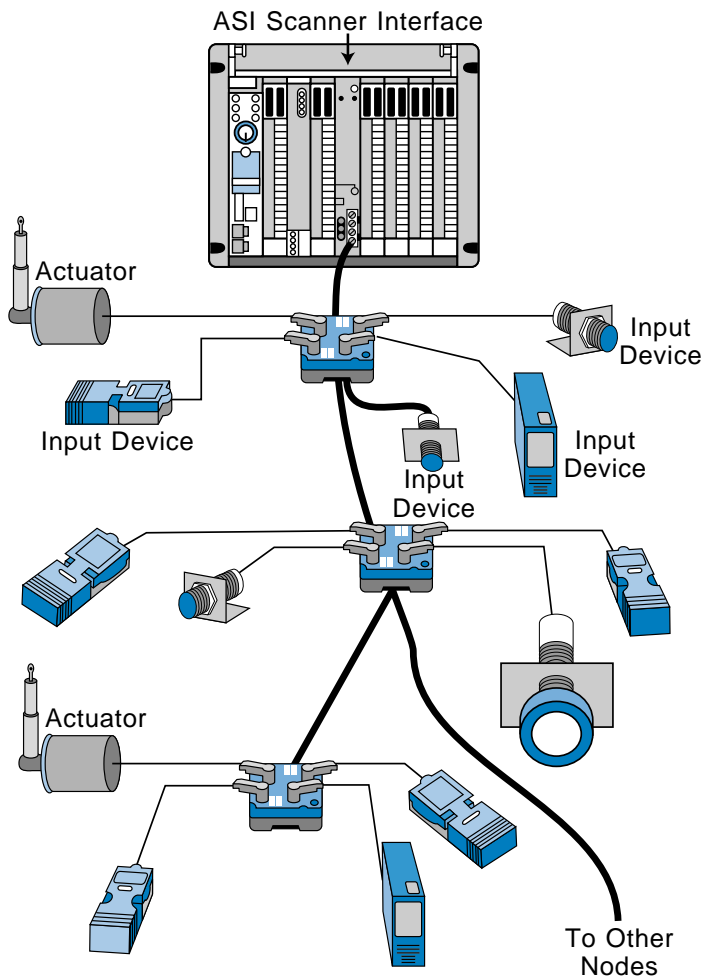 ASI Scanner Interface
Actuator
Input
Device
Input Device
Input
Device
Input
Device
Actuator
To Other
Nodes